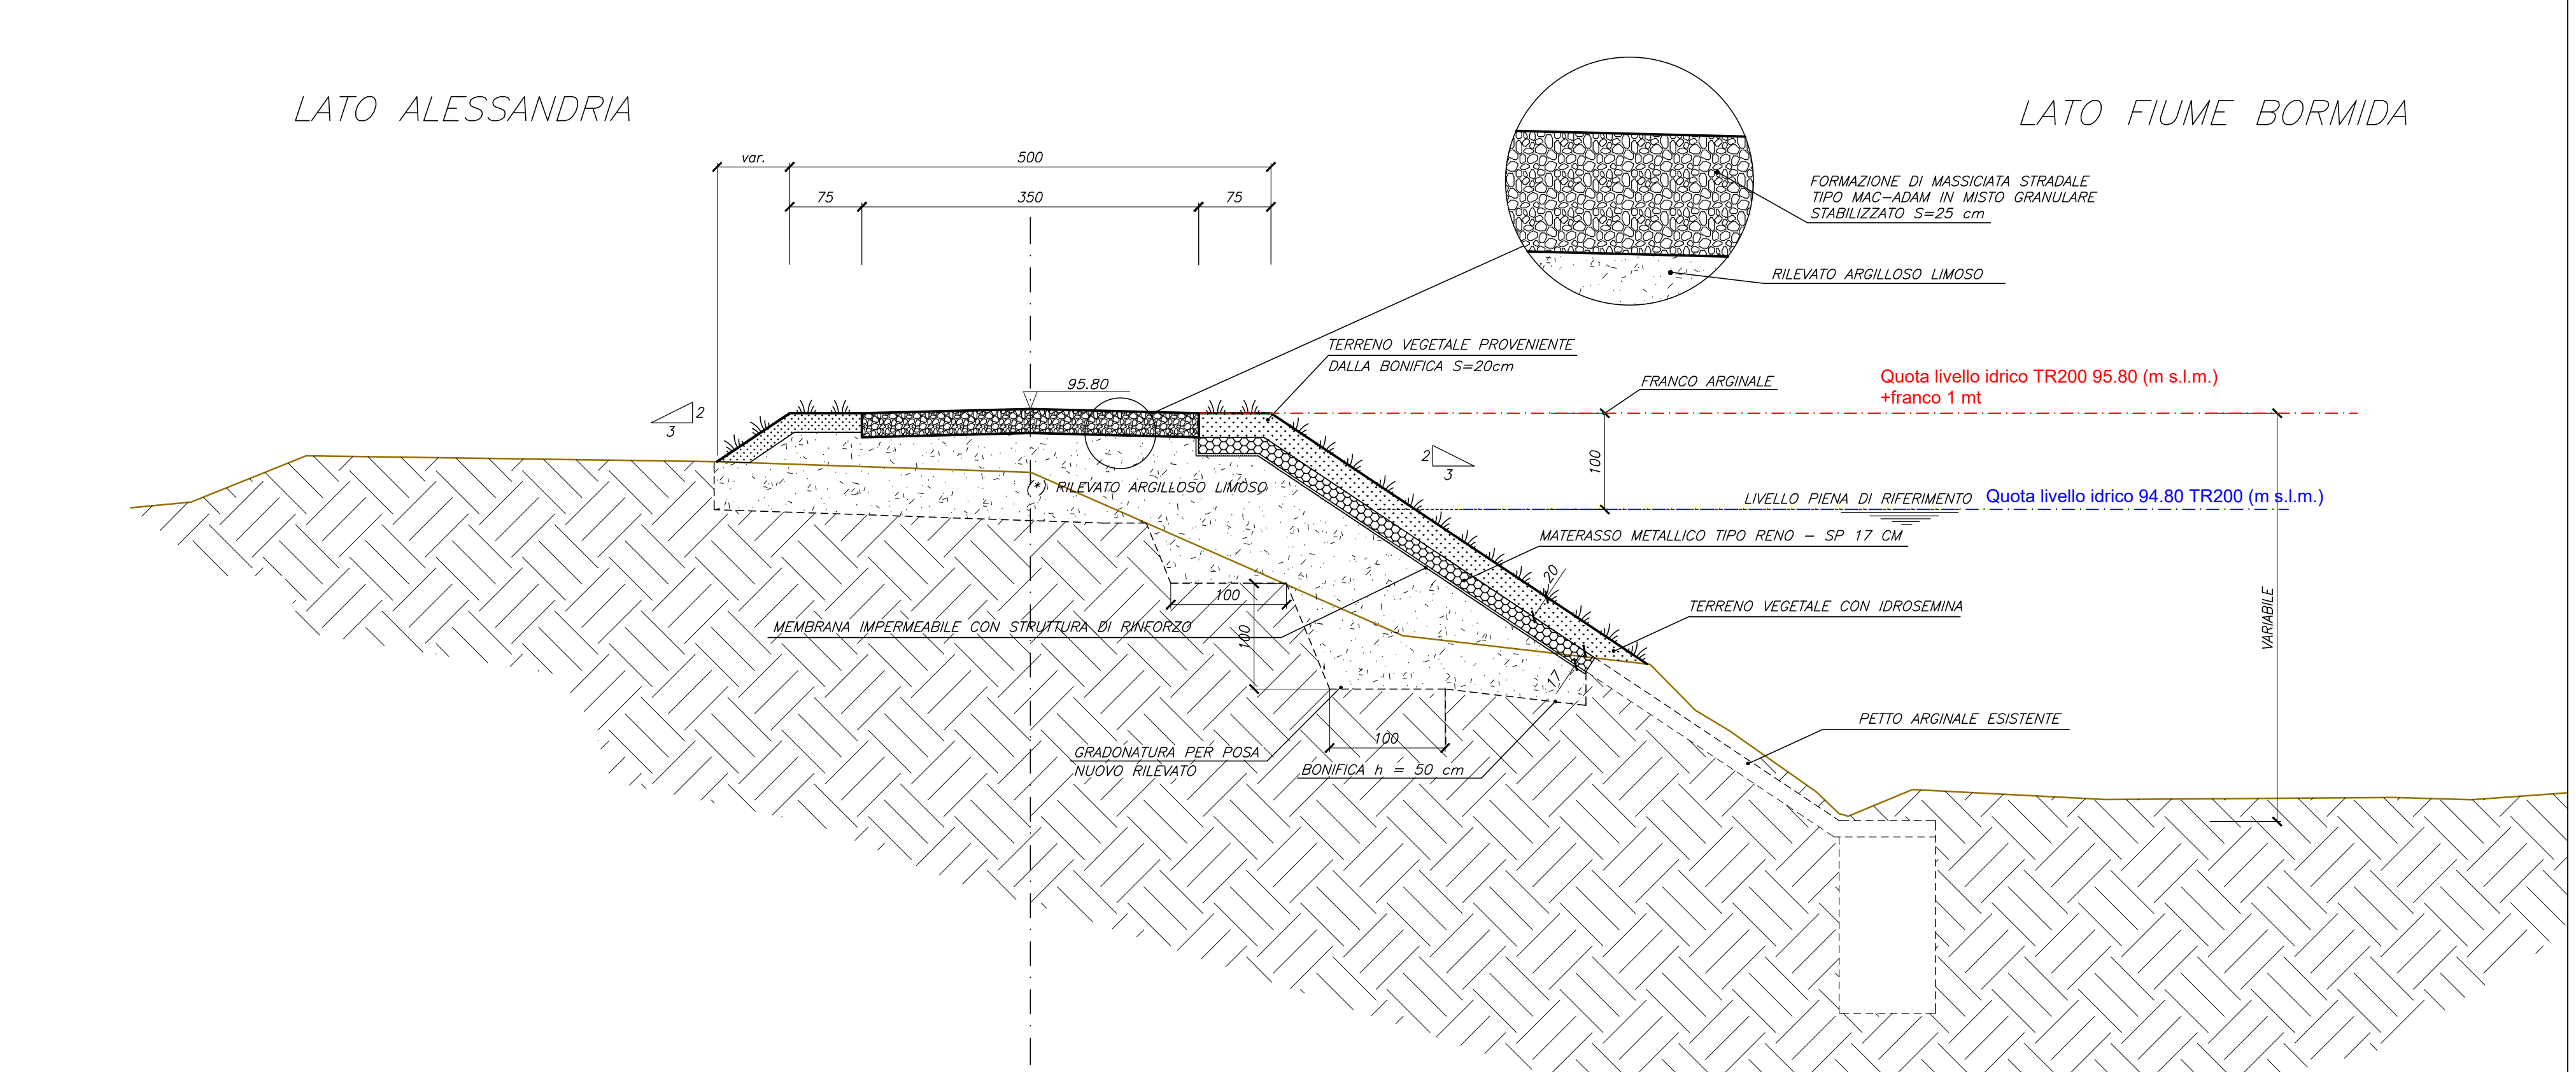 LATO ALESSANDRIA
LATO FIUME BORMIDA
var.
500
75
350
75
FORMAZIONE DI MASSICIATA STRADALE
TIPO MAC-ADAM IN MISTO GRANULARE
STABILIZZATO S=25 cm
RILEVATO ARGILLOSO LIMOSO
TERRENO VEGETALE PROVENIENTE
DALLA BONIFICA S=20cm
95.80
FRANCO ARGINALE
Quota livello idrico TR200 95.80 (m s.l.m.)
+franco 1 mt
2
3
2
3
100
(*) RILEVATO ARGILLOSO LIMOSO
LIVELLO PIENA DI RIFERIMENTO
Quota livello idrico 94.80 TR200 (m s.l.m.)
MATERASSO METALLICO TIPO RENO - SP 17 CM
20
100
100
MEMBRANA IMPERMEABILE CON STRUTTURA DI RINFORZO
TERRENO VEGETALE CON IDROSEMINA
VARIABILE
17
PETTO ARGINALE ESISTENTE
100
GRADONATURA PER POSA
NUOVO RILEVATO
BONIFICA h = 50 cm